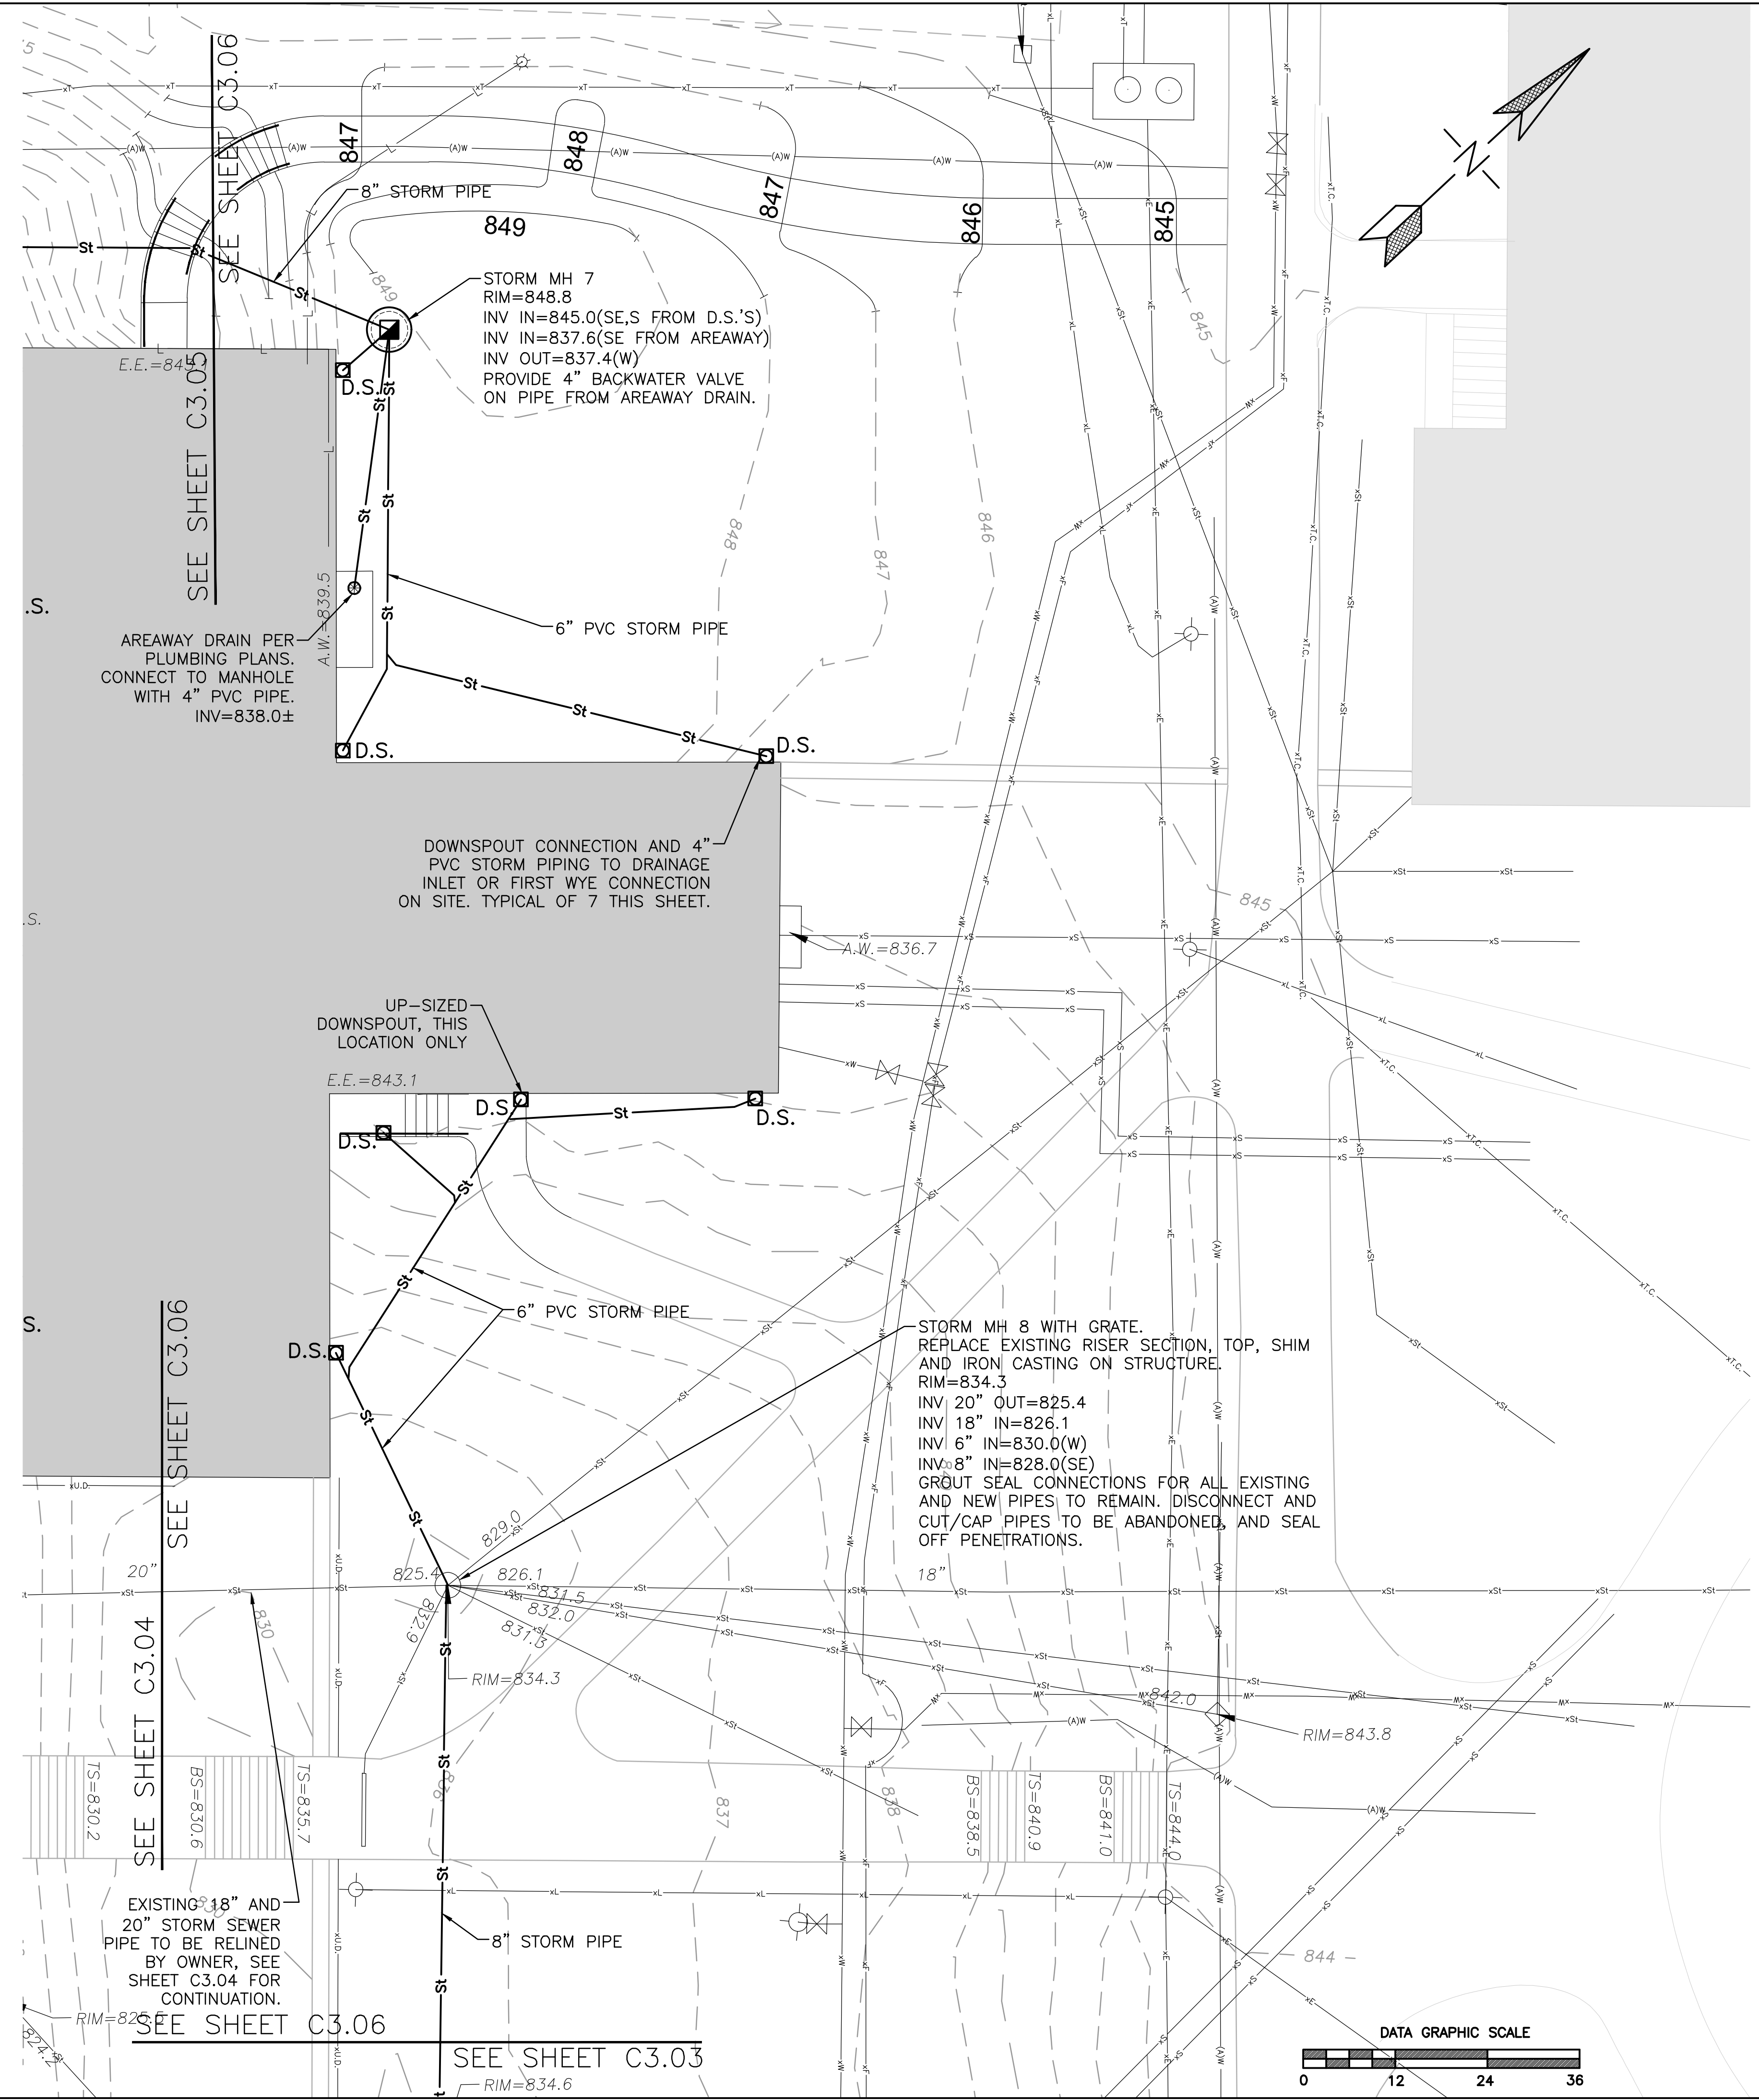 SEE SHEET C3.06
SEE SHEET C3.05
847
848
847
846
845
849
849
845
8” STORM PIPE
N
STORM MH 7
RIM=848.8
INV IN=845.0(SE,S FROM D.S.'S)
INV IN=837.6(SE FROM AREAWAY)
INV OUT=837.4(W)
PROVIDE 4” BACKWATER VALVE
ON PIPE FROM AREAWAY DRAIN.
E.E.=843.1
D.S.
A.W.=839.5
848
847
846
.S.
AREAWAY DRAIN PER
PLUMBING PLANS.
CONNECT TO MANHOLE
WITH 4” PVC PIPE.
INV=838.0±
6” PVC STORM PIPE
D.S.
D.S.
DOWNSPOUT CONNECTION AND 4”
PVC STORM PIPING TO DRAINAGE
INLET OR FIRST WYE CONNECTION
ON SITE. TYPICAL OF 7 THIS SHEET.
.S.
845
A.W.=836.7
UP-SIZED
DOWNSPOUT, THIS
LOCATION ONLY
E.E.=843.1
D.S.
D.S.
D.S.
6” PVC STORM PIPE
S.
D.S.
SEE SHEET C3.06
SEE SHEET C3.04
STORM MH 8 WITH GRATE.
REPLACE EXISTING RISER SECTION, TOP, SHIM
AND IRON CASTING ON STRUCTURE.
RIM=834.3
INV 20” OUT=825.4
INV 18” IN=826.1
INV 6” IN=830.0(W)
INV 8” IN=828.0(SE)
GROUT SEAL CONNECTIONS FOR ALL EXISTING
AND NEW PIPES TO REMAIN. DISCONNECT AND
CUT/CAP PIPES TO BE ABANDONED, AND SEAL
OFF PENETRATIONS.
840
829.0
20”
825.4
826.1
18”
831.5
832.0
831.3
832.9
830
RIM=834.3
842.0
RIM=843.8
TS=830.2
BS=830.6
TS=835.7
836
837
838
BS=838.5
TS=840.9
BS=841.0
TS=844.0
EXISTING 18” AND
20” STORM SEWER
PIPE TO BE RELINED
BY OWNER, SEE
SHEET C3.04 FOR
CONTINUATION.
830
8” STORM PIPE
844
RIM=825.5
824.2
SEE SHEET C3.06
SEE SHEET C3.03
RIM=834.6
DATA GRAPHIC SCALE
0 12 24 36